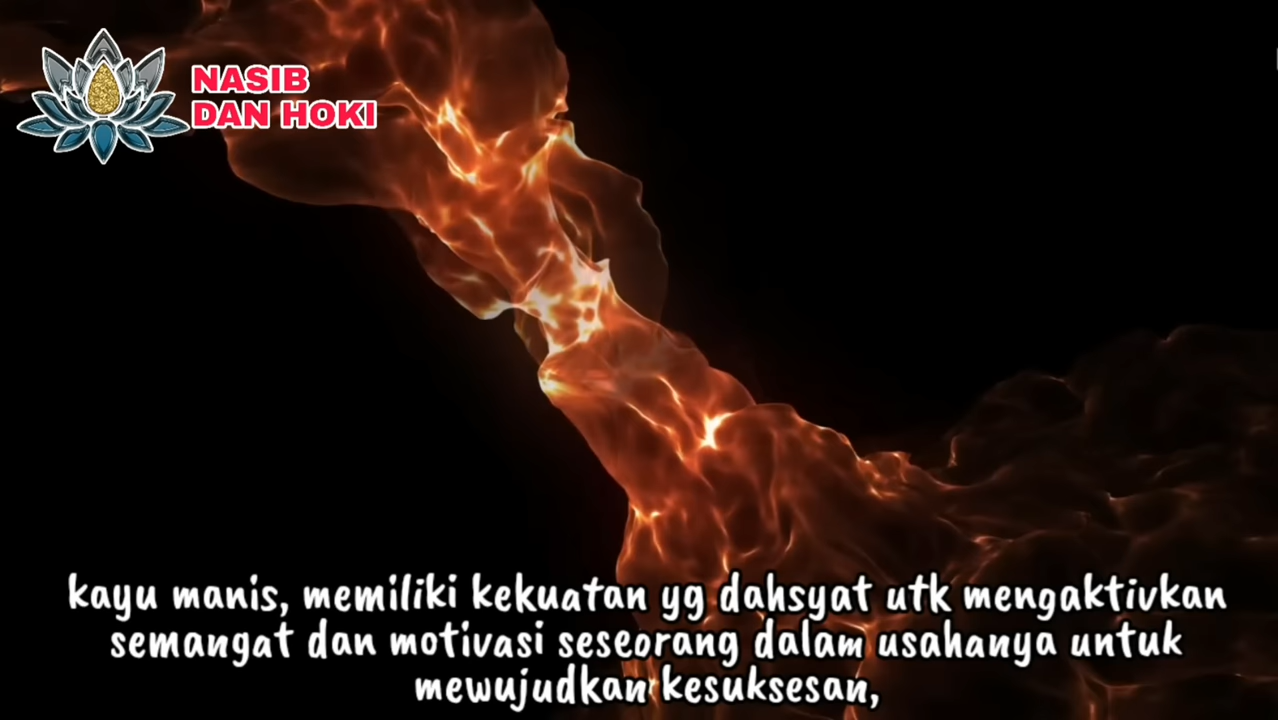 NASIB
DAN HOKI
kayu manis, memiliki kekuatan yg dahsyat utk mengaktivkan
semangat dan motivasi seseorang dalam usahanya untuk
mewujudkan kesuksesan,